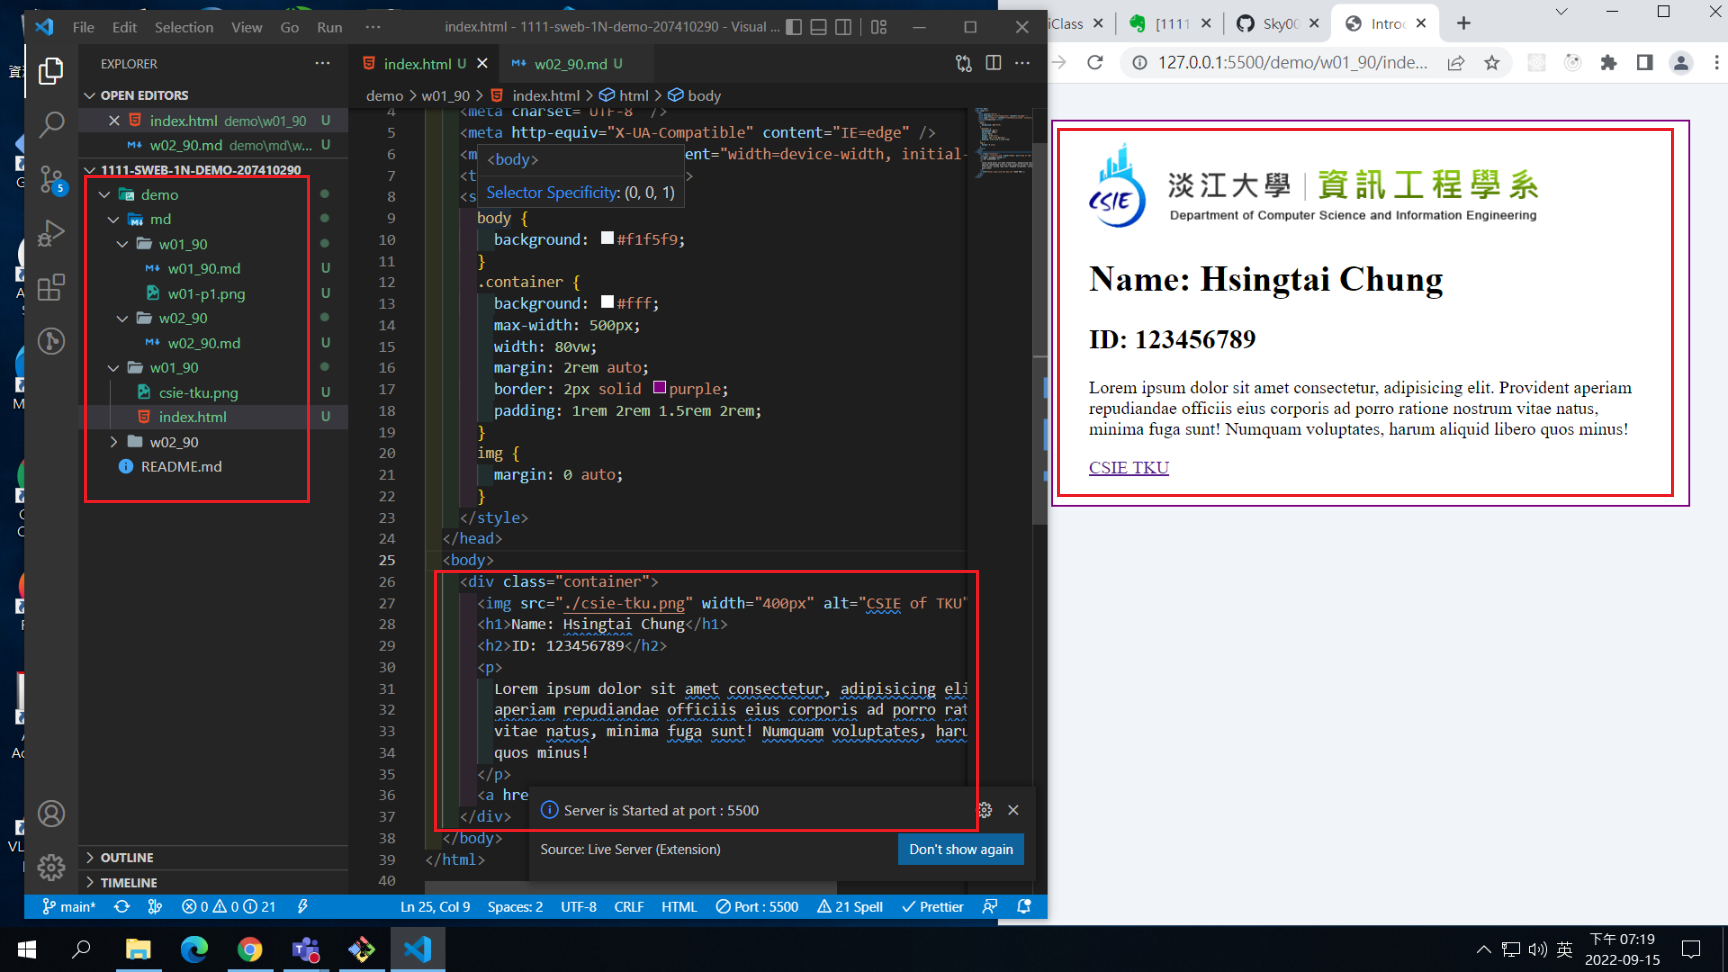 File Edit Selection View Go Run ··· index.html - 1111-sweb-1N-demo-207410290 - Visual ...
EXPLORER ···
OPEN EDITORS
index.html demo\w01_90 U
w02_90.md demo\md\w... U
1111-SWEB-1N-DEMO-207410290
demo
md
w01_90
w01_90.md U
w01-p1.png U
w02_90
w02_90.md U
w01_90
csie-tku.png U
index.html U
w02_90
README.md
OUTLINE
TIMELINE
5
index.html U
w02_90.md U
demo > w01_90 > index.html > html > body
4 <meta charset="UTF-8" />
5 <meta http-equiv="X-UA-Compatible" content="IE=edge" />
6 <m ent="width=device-width, initial-
7 <t >
8 <s
<body>
Selector Specificity: (0, 0, 1)
9 body {
10 background: #f1f5f9;
11 }
12 .container {
13 background: #fff;
14 max-width: 500px;
15 width: 80vw;
16 margin: 2rem auto;
17 border: 2px solid purple;
18 padding: 1rem 2rem 1.5rem 2rem;
19 }
20 img {
21 margin: 0 auto;
22 }
23 </style>
24 </head>
25 <body>
26 <div class="container">
27 <img src="./csie-tku.png" width="400px" alt="CSIE of TKU"
28 <h1>Name: Hsingtai Chung</h1>
29 <h2>ID: 123456789</h2>
30 <p>
31 Lorem ipsum dolor sit amet consectetur, adipisicing eli
32 aperiam repudiandae officiis eius corporis ad porro rat
33 vitae natus, minima fuga sunt! Numquam voluptates, haru
34 quos minus!
35 </p>
36 <a hre
37 </div>
38 </body>
39 </html>
40
Server is Started at port : 5500
Source: Live Server (Extension)
Don't show again
main* 0 0 21 Ln 25, Col 9 Spaces: 2 UTF-8 CRLF HTML Port : 5500 21 Spell Prettier
iClass [1111 Sky0 Intro
127.0.0.1:5500/demo/w01_90/inde...
CSIE
淡江大學 | 資訊工程學系
Department of Computer Science and Information Engineering
Name: Hsingtai Chung
ID: 123456789
Lorem ipsum dolor sit amet consectetur, adipisicing elit. Provident aperiam
repudiandae officiis eius corporis ad porro ratione nostrum vitae natus,
minima fuga sunt! Numquam voluptates, harum aliquid libero quos minus!
CSIE TKU
英
下午 07:19
2022-09-15